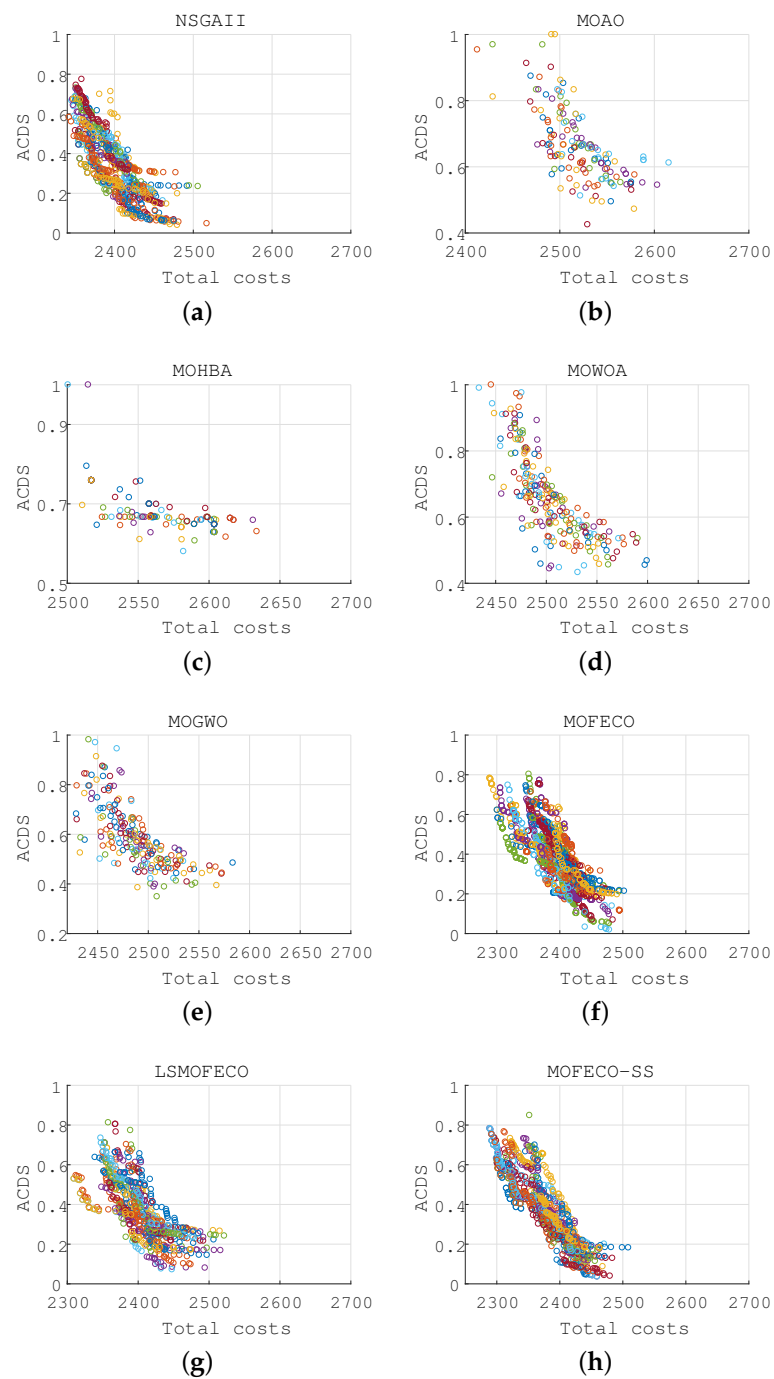 NSGAII
1
0.8
0.6
0.4
0.2
0
ACDS
2400 2500 2600 2700
Total costs
(a)
MOAO
1
0.8
0.6
0.4
ACDS
2400 2500 2600 2700
Total costs
(b)
MOHBA
1
0.9
0.7
0.5
ACDS
2500 2550 2600 2650 2700
Total costs
(c)
MOWOA
1
0.8
0.6
0.4
ACDS
2450 2500 2550 2600 2650 2700
Total costs
(d)
MOGWO
1
0.8
0.6
0.4
0.2
ACDS
2450 2500 2550 2600 2650 2700
Total costs
(e)
MOFECO
1
0.8
0.6
0.4
0.2
0
ACDS
2300 2400 2500 2600 2700
Total costs
(f)
LSMOFECO
1
0.8
0.6
0.4
0.2
0
ACDS
2300 2400 2500 2600 2700
Total costs
(g)
MOFECO-SS
1
0.8
0.6
0.4
0.2
0
ACDS
2300 2400 2500 2600 2700
Total costs
(h)